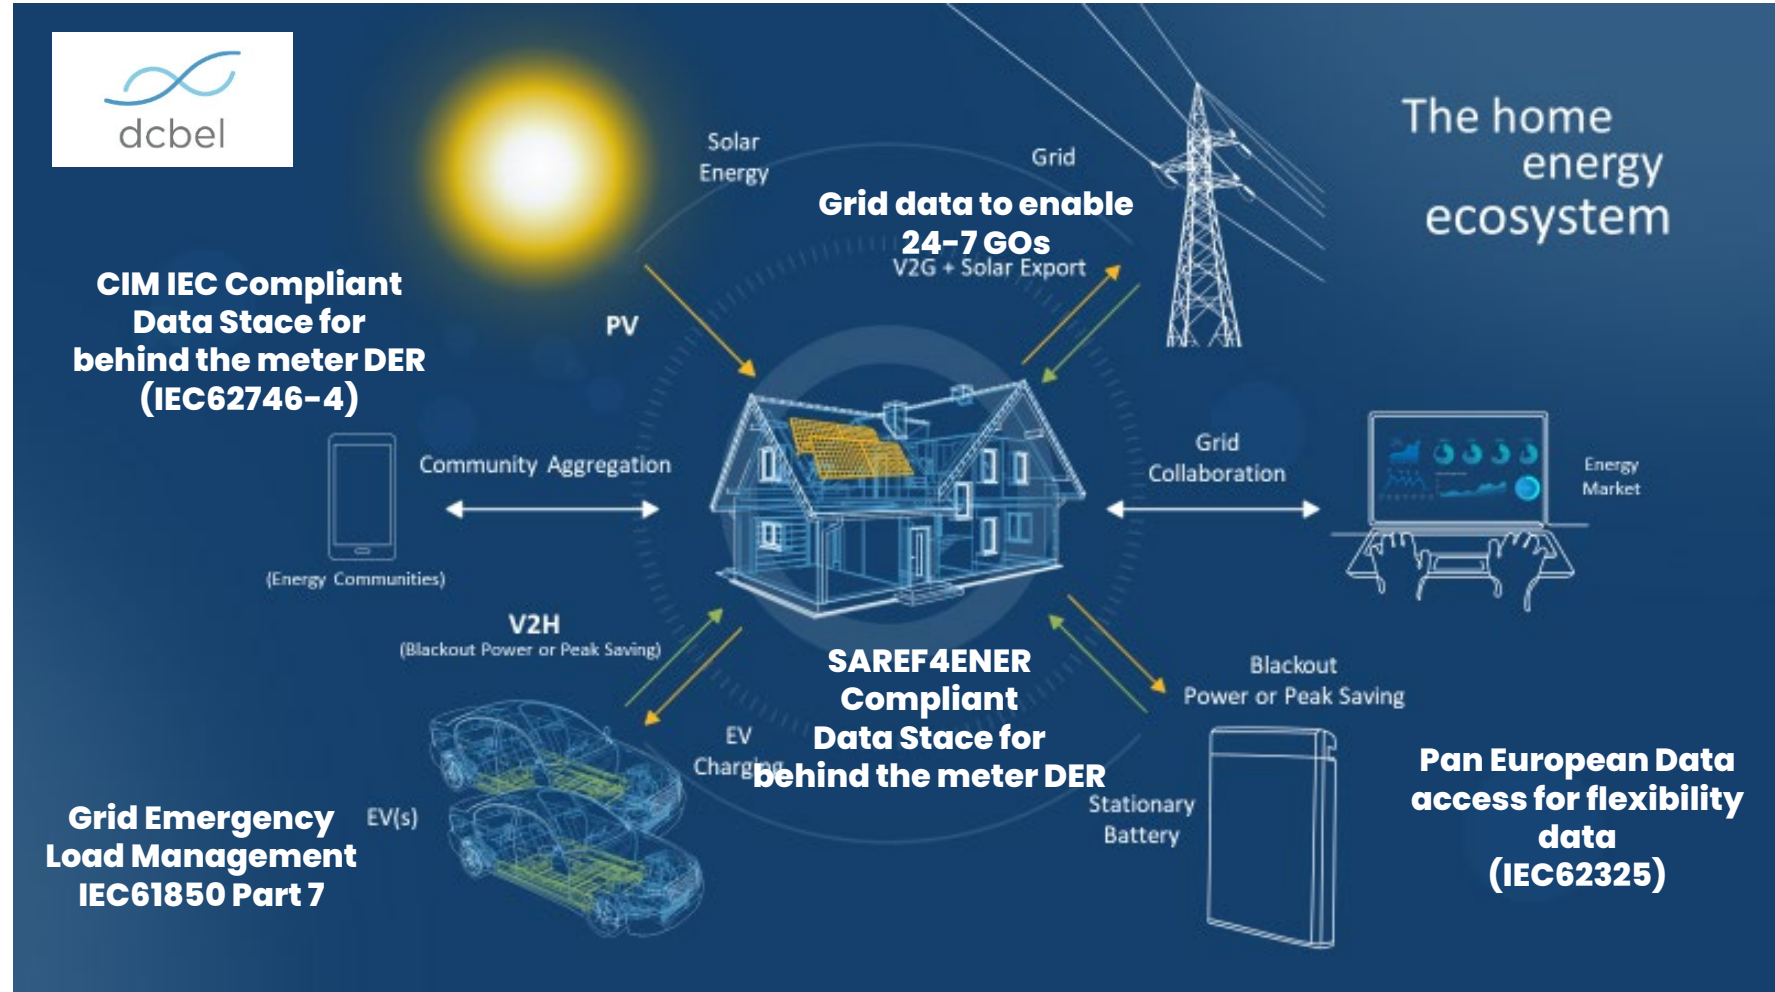 dcbel
The home
energy
ecosystem
Solar
Energy
Grid
Grid data to enable
24-7 GOs
V2G + Solar Export
CIM IEC Compliant
Data Stace for
behind the meter DER
(IEC62746-4)
PV
Community Aggregation
(Energy Communities)
Grid
Collaboration
Energy
Market
V2H
(Blackout Power or Peak Saving)
SAREF4ENER
Compliant
Data Stace for
behind the meter DER
EV
Charging
Blackout
Power or Peak Saving
Stationary
Battery
Pan European Data
access for flexibility
data
(IEC62325)
EV(s)
Grid Emergency
Load Management
IEC61850 Part 7